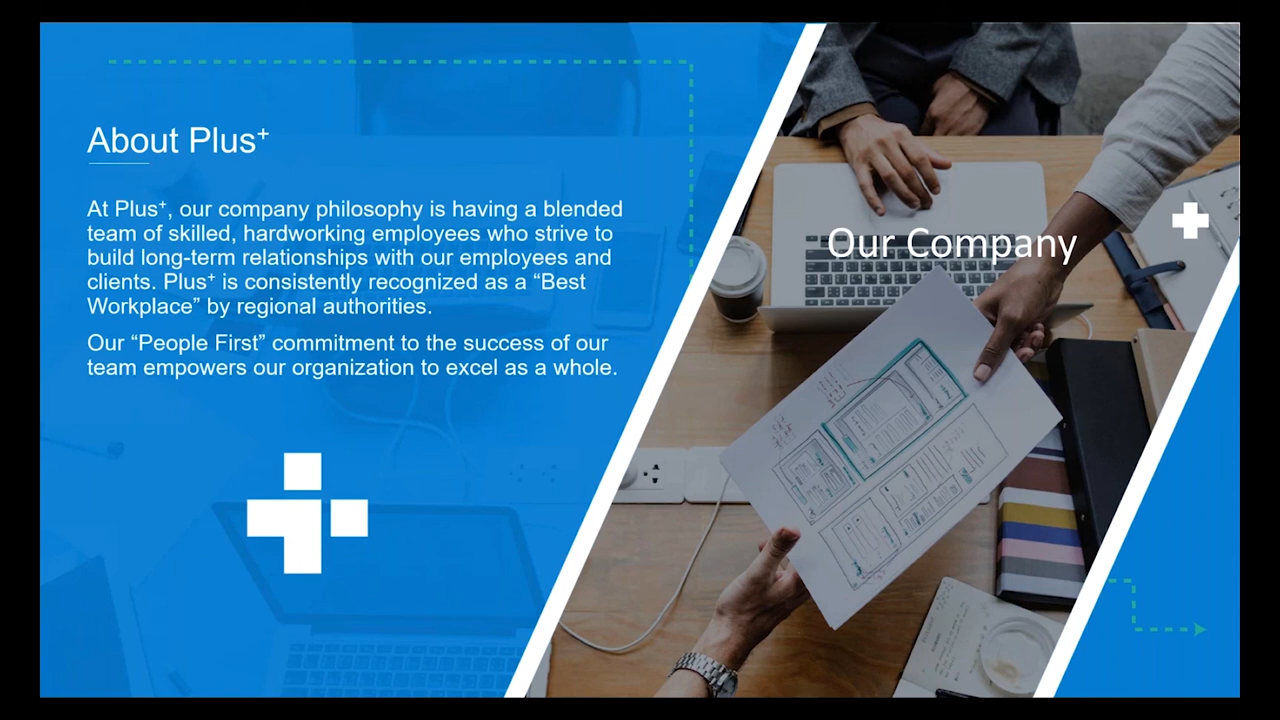 About Plus⁺
At Plus⁺, our company philosophy is having a blended
team of skilled, hardworking employees who strive to
build long-term relationships with our employees and
clients. Plus⁺ is consistently recognized as a “Best
Workplace” by regional authorities.
Our “People First” commitment to the success of our
team empowers our organization to excel as a whole.
Our Company